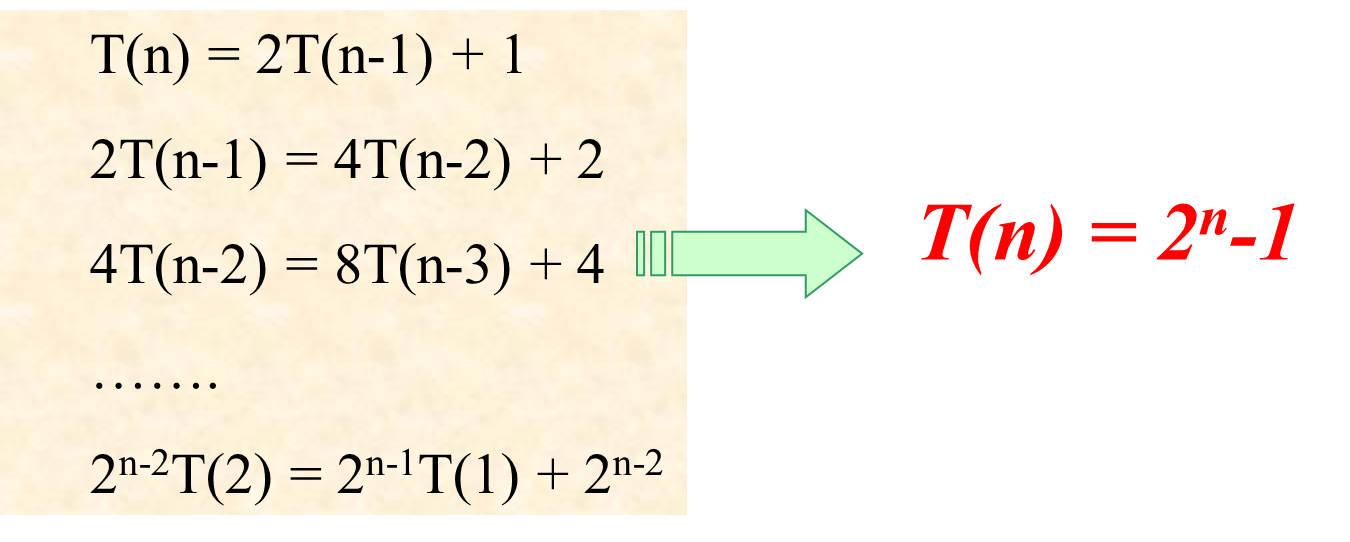 T(n) = 2T(n-1) + 1
2T(n-1) = 4T(n-2) + 2
4T(n-2) = 8T(n-3) + 4
.......
2ⁿ⁻²T(2) = 2ⁿ⁻¹T(1) + 2ⁿ⁻²
T(n) = 2ⁿ-1